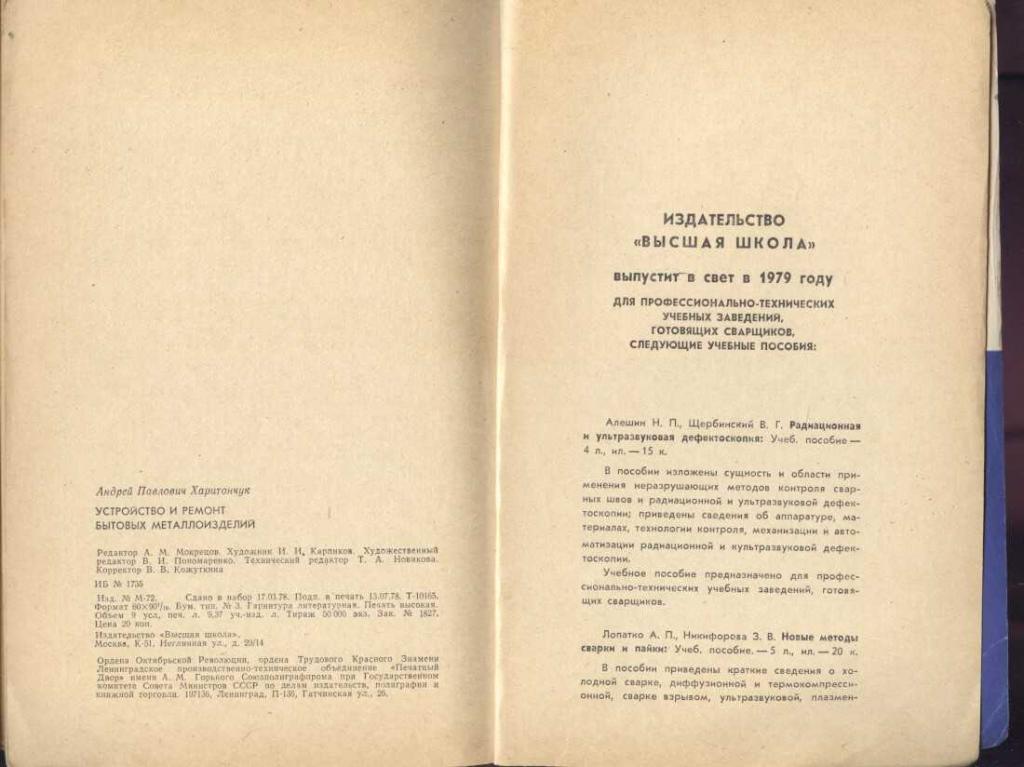 Андрей Павлович Харитончук
УСТРОЙСТВО И РЕМОНТ
БЫТОВЫХ МЕТАЛЛОИЗДЕЛИЙ
Редактор А. М. Мокрецов. Художник И. И. Карпиков. Художественный
редактор В. И. Пономаренко. Технический редактор Т. А. Новикова.
Корректор В. В. Кожуткина
ИБ № 1735
Изд. № М-72. Сдано в набор 17.03.78. Подп. в печать 13.07.78. Т-10165.
Формат 60×90¹/₁₆. Бум. тип. № 3. Гарнитура литературная. Печать высокая.
Объем 9 усл. печ. л. 9,37 уч.-изд. л. Тираж 50 000 экз. Зак. № 1827.
Цена 20 коп.
Издательство «Высшая школа»,
Москва, К-51, Неглинная ул., д. 29/14
Ордена Октябрьской Революции, ордена Трудового Красного Знамени
Ленинградское производственно-техническое объединение «Печатный
Двор» имени А. М. Горького Союзполиграфпрома при Государственном
комитете Совета Министров СССР по делам издательств, полиграфии и
книжной торговли. 197136, Ленинград, П-136, Гатчинская ул., 26.
ИЗДАТЕЛЬСТВО
«ВЫСШАЯ ШКОЛА»
выпустит в свет в 1979 году
ДЛЯ ПРОФЕССИОНАЛЬНО-ТЕХНИЧЕСКИХ
УЧЕБНЫХ ЗАВЕДЕНИЙ,
ГОТОВЯЩИХ СВАРЩИКОВ,
СЛЕДУЮЩИЕ УЧЕБНЫЕ ПОСОБИЯ:
Алешин Н. П., Щербинский В. Г. Радиационная
и ультразвуковая дефектоскопия: Учеб. пособие —
4 л., ил. — 15 к.
В пособии изложены сущность и области при-
менения неразрушающих методов контроля свар-
ных швов и радиационной и ультразвуковой дефек-
тоскопии; приведены сведения об аппаратуре, ма-
териалах, технологии контроля, механизации и авто-
матизации радиационной и культразвуковой дефек-
тоскопии.
Учебное пособие предназначено для профес-
сионально-технических учебных заведений, готовя-
щих сварщиков.
Лопатко А. П., Никифорова З. В. Новые методы
сварки и пайки: Учеб. пособие. — 5 л., ил. — 20 к.
В пособии приведены краткие сведения о хо-
лодной сварке, диффузионной и термокомпресси-
онной, сварке взрывом, ультразвуковой, плазмен-